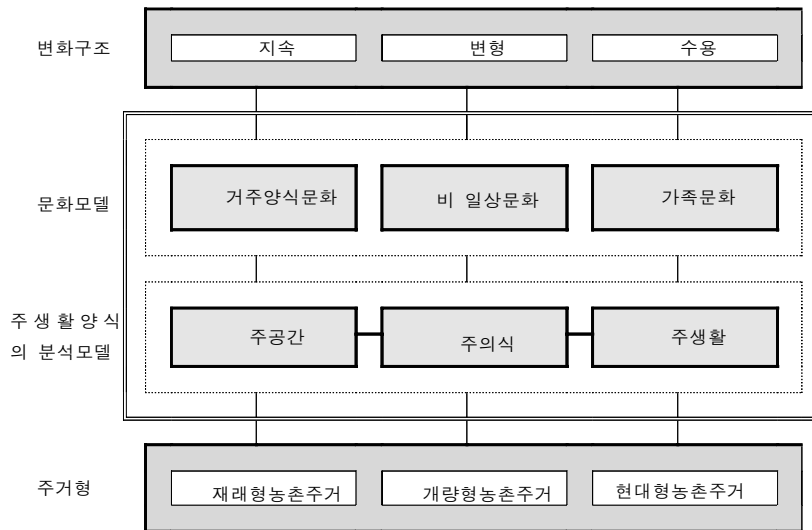 변화구조
지속
변형
수용
문화모델
거주양식문화
비 일상문화
가족문화
주 생 활 양 식
의 분석모델
주공간
주의식
주생활
주거형
재래형농촌주거
개량형농촌주거
현대형농촌주거